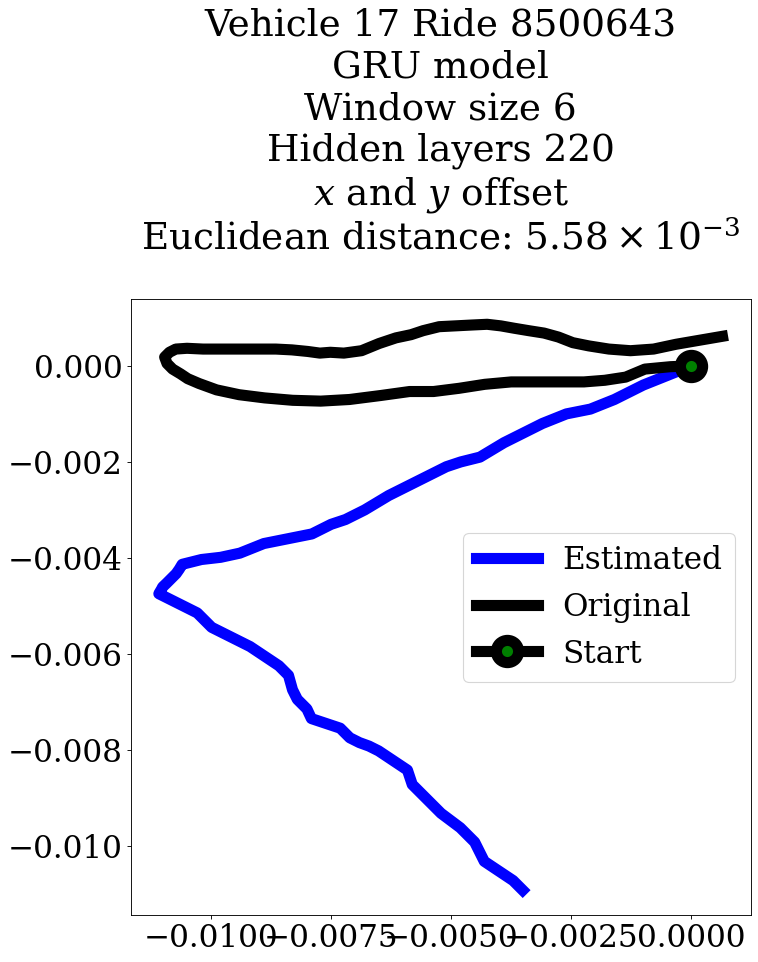 Vehicle 17 Ride 8500643
GRU model
Window size 6
Hidden layers 220
x and y offset
Euclidean distance: 5.58 × 10⁻³
0.000
−0.002
−0.004
−0.006
−0.008
−0.010
Estimated
Original
Start
−0.0100 −0.0075 −0.0050 −0.0025 0.0000